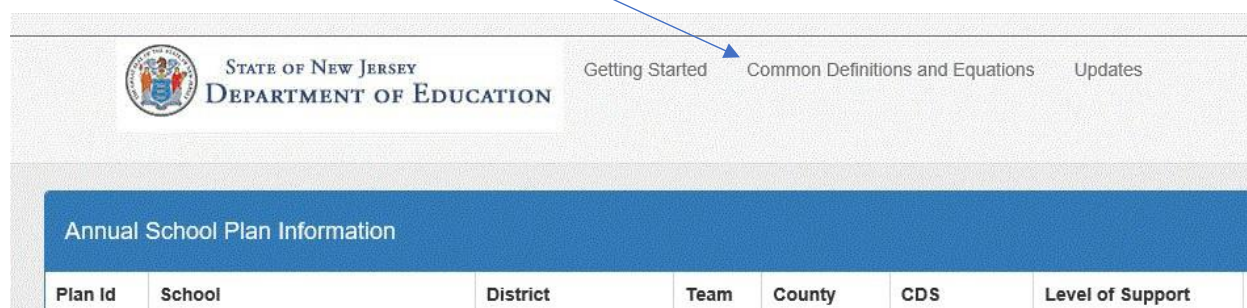 STATE OF NEW JERSEY
DEPARTMENT OF EDUCATION
Getting Started Common Definitions and Equations Updates
Annual School Plan Information
Plan Id School District Team County CDS Level of Support